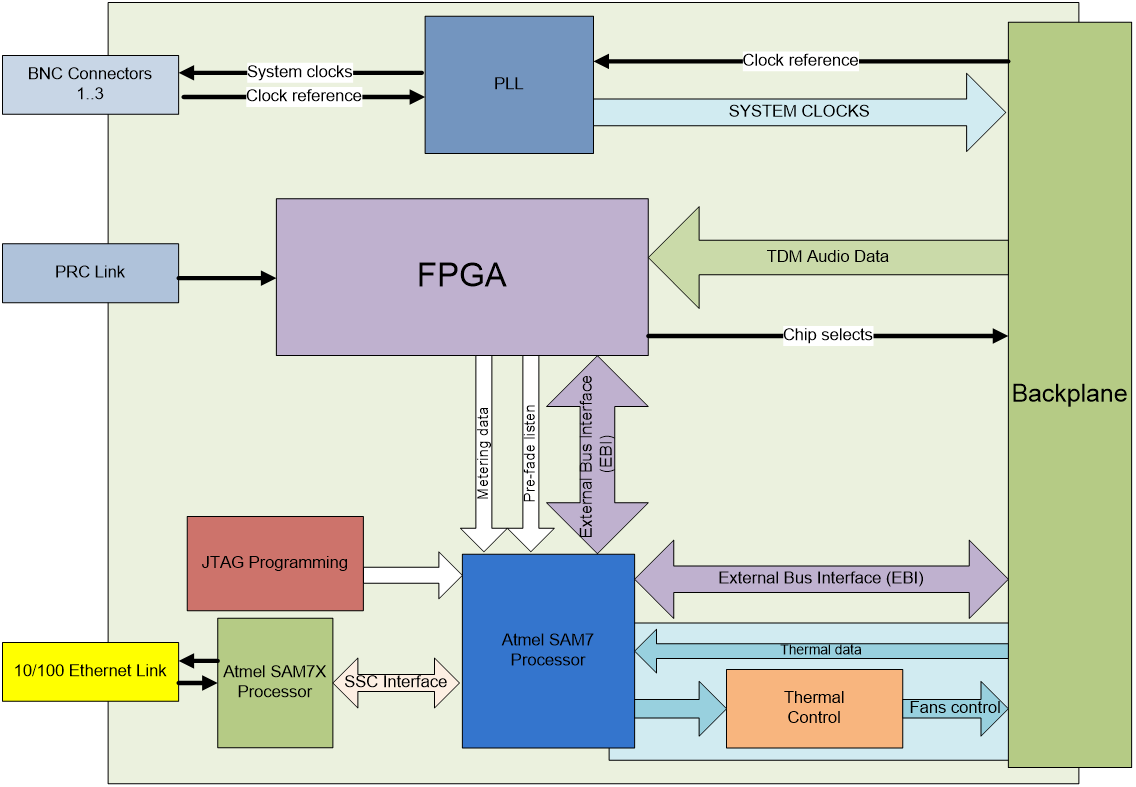 BNC Connectors
1..3
System clocks
Clock reference
PLL
Clock reference
SYSTEM CLOCKS
PRC Link
FPGA
TDM Audio Data
Chip selects
Backplane
Metering data
Pre-fade listen
External Bus Interface
(EBI)
JTAG Programming
External Bus Interface (EBI)
10/100 Ethernet Link
Atmel SAM7X
Processor
SSC Interface
Atmel SAM7
Processor
Thermal data
Thermal
Control
Fans control